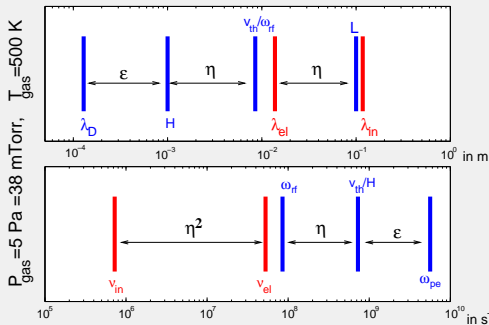 P_gas=5 Pa =38 mTorr, T_gas=500 K
v_th/ω_rf L
ε η η
λ_D H λ_el λ_in
10^-4 10^-3 10^-2 10^-1 10^0 in m
ω_rf v_th/H
η^2 η ε
ν_in ν_el ω_pe
10^5 10^6 10^7 10^8 10^9 10^10 in s